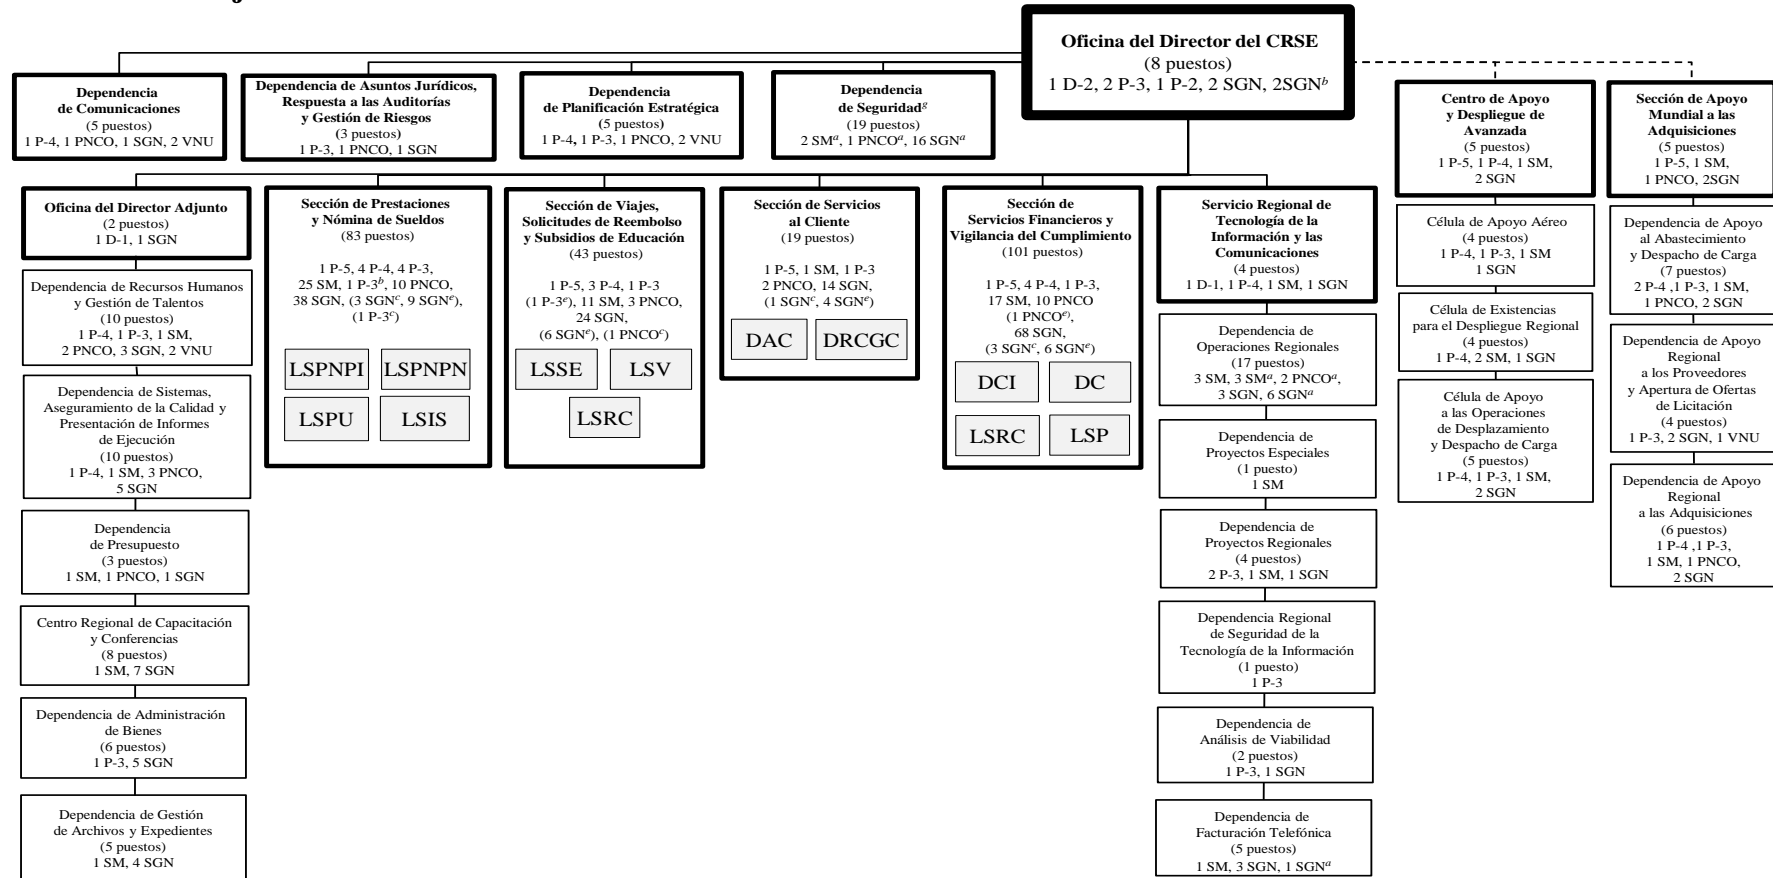 Oficina del Director del CRSE
(8 puestos)
1 D-2, 2 P-3, 1 P-2, 2 SGN, 2SGNᵇ
Dependencia
de Comunicaciones
(5 puestos)
1 P-4, 1 PNCO, 1 SGN, 2 VNU
Dependencia de Asuntos Jurídicos,
Respuesta a las Auditorías
y Gestión de Riesgos
(3 puestos)
1 P-3, 1 PNCO, 1 SGN
Dependencia
de Planificación Estratégica
(5 puestos)
1 P-4, 1 P-3, 1 PNCO, 2 VNU
Dependencia
de Seguridadᵍ
(19 puestos)
2 SMᵃ, 1 PNCOᵃ, 16 SGNᵃ
Centro de Apoyo
y Despliegue de
Avanzada
(5 puestos)
1 P-5, 1 P-4, 1 SM,
2 SGN
Sección de Apoyo
Mundial a las
Adquisiciones
(5 puestos)
1 P-5, 1 SM,
1 PNCO, 2SGN
Oficina del Director Adjunto
(2 puestos)
1 D-1, 1 SGN
Dependencia de Recursos Humanos
y Gestión de Talentos
(10 puestos)
1 P-4, 1 P-3, 1 SM,
2 PNCO, 3 SGN, 2 VNU
Dependencia de Sistemas,
Aseguramiento de la Calidad y
Presentación de Informes
de Ejecución
(10 puestos)
1 P-4, 1 SM, 3 PNCO,
5 SGN
Dependencia
de Presupuesto
(3 puestos)
1 SM, 1 PNCO, 1 SGN
Centro Regional de Capacitación
y Conferencias
(8 puestos)
1 SM, 7 SGN
Dependencia de Administración
de Bienes
(6 puestos)
1 P-3, 5 SGN
Dependencia de Gestión
de Archivos y Expedientes
(5 puestos)
1 SM, 4 SGN
Sección de Prestaciones
y Nómina de Sueldos
(83 puestos)
1 P-5, 4 P-4, 4 P-3,
25 SM, 1 P-3ᵇ, 10 PNCO,
38 SGN, (3 SGNᶜ, 9 SGNᵉ),
(1 P-3ᶜ)
LSPNPI
LSPNPN
LSPU
LSIS
Sección de Viajes,
Solicitudes de Reembolso
y Subsidios de Educación
(43 puestos)
1 P-5, 3 P-4, 1 P-3
(1 P-3ᵉ), 11 SM, 3 PNCO,
24 SGN,
(6 SGNᵉ), (1 PNCOᶜ)
LSSE
LSV
LSRC
Sección de Servicios
al Cliente
(19 puestos)
1 P-5, 1 SM, 1 P-3
2 PNCO, 14 SGN,
(1 SGNᶜ, 4 SGNᵉ)
DAC
DRCGC
Sección de
Servicios Financieros y
Vigilancia del Cumplimiento
(101 puestos)
1 P-5, 4 P-4, 1 P-3,
17 SM, 10 PNCO
(1 PNCOᵉ⁾,
68 SGN,
(3 SGNᶜ, 6 SGNᵉ)
DCI
DC
LSRC
LSP
Servicio Regional de
Tecnología de la
Información y las
Comunicaciones
(4 puestos)
1 D-1, 1 P-4, 1 SM, 1 SGN
Dependencia de
Operaciones Regionales
(17 puestos)
3 SM, 3 SMᵃ, 2 PNCOᵃ,
3 SGN, 6 SGNᵃ
Dependencia de
Proyectos Especiales
(1 puesto)
1 SM
Dependencia de
Proyectos Regionales
(4 puestos)
2 P-3, 1 SM, 1 SGN
Dependencia Regional
de Seguridad de la
Tecnología de la Información
(1 puesto)
1 P-3
Dependencia de
Análisis de Viabilidad
(2 puestos)
1 P-3, 1 SGN
Dependencia de
Facturación Telefónica
(5 puestos)
1 SM, 3 SGN, 1 SGNᵃ
Célula de Apoyo Aéreo
(4 puestos)
1 P-4, 1 P-3, 1 SM
1 SGN
Célula de Existencias
para el Despliegue Regional
(4 puestos)
1 P-4, 2 SM, 1 SGN
Célula de Apoyo
a las Operaciones
de Desplazamiento
y Despacho de Carga
(5 puestos)
1 P-4, 1 P-3, 1 SM,
2 SGN
Dependencia de Apoyo
al Abastecimiento
y Despacho de Carga
(7 puestos)
2 P-4 ,1 P-3, 1 SM,
1 PNCO, 2 SGN
Dependencia de Apoyo
Regional
a los Proveedores
y Apertura de Ofertas
de Licitación
(4 puestos)
1 P-3, 2 SGN, 1 VNU
Dependencia de Apoyo
Regional
a las Adquisiciones
(6 puestos)
1 P-4 ,1 P-3,
1 SM, 1 PNCO,
2 SGN